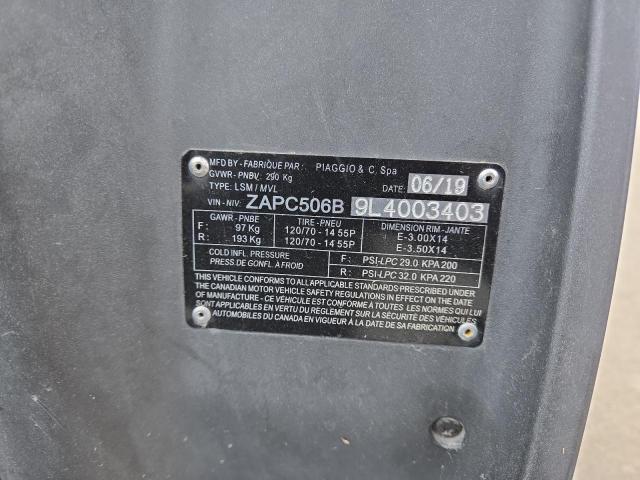 MFD BY - FABRIQUE PAR : PIAGGIO & C. Spa
GVWR - PNBV: 290 Kg
TYPE: LSM / MVL DATE: 06/19
VIN - NIV: ZAPC506B 9L4003403
GAWR - PNBE TIRE - PNEU DIMENSION RIM - JANTE
F : 97 Kg 120/70 - 14 55P E-3.00X14
R : 193 Kg 120/70 - 14 55P E-3.50X14
COLD INFL. PRESSURE F : PSI-LPC 29.0 KPA 200
PRESSION DE GONFL. A FROID R : PSI-LPC 32.0 KPA 220
THIS VEHICLE CONFORMS TO ALL APPLICABLE STANDARDS PRESCRIBED UNDER
THE CANADIAN MOTOR VEHICLE SAFETY REGULATIONS IN EFFECT ON THE DATE
OF MANUFACTURE - CE VÉHICULE EST CONFORME À TOUTES LES NORMES QUI LUI
SONT APPLICABLES EN VERTU DU RÈGLEMENT SUR LA SÉCURITÉ DES VÉHICULES
AUTOMOBILES DU CANADA EN VIGUEUR À LA DATE DE SA FABRICATION